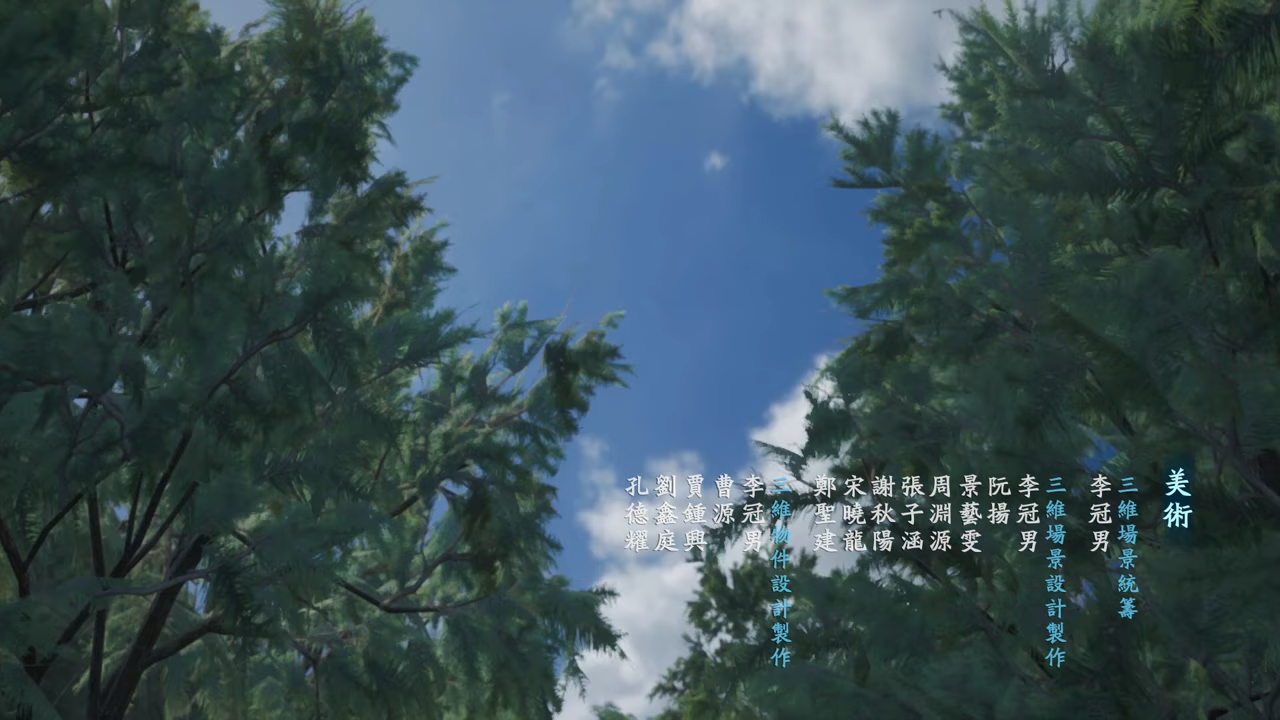 美術
三維場景統籌
李冠男
三維場景設計製作
李冠男
阮揚
景藝雯
周淵源
張子涵
謝秋陽
宋曉龍
鄭聖建
三維物件設計製作
李冠男
曹源
賈鍾興
劉鑫庭
孔德耀